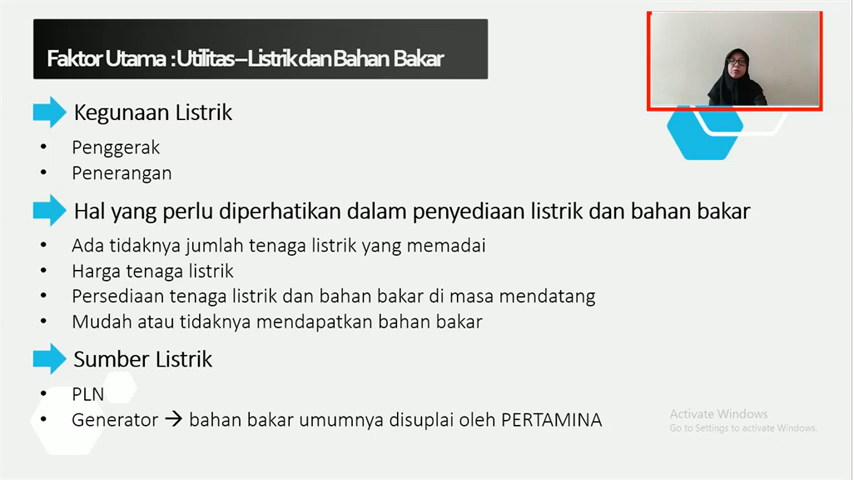 Faktor Utama : Utilitas – Listrik dan Bahan Bakar
Kegunaan Listrik
• Penggerak
• Penerangan
Hal yang perlu diperhatikan dalam penyediaan listrik dan bahan bakar
• Ada tidaknya jumlah tenaga listrik yang memadai
• Harga tenaga listrik
• Persediaan tenaga listrik dan bahan bakar di masa mendatang
• Mudah atau tidaknya mendapatkan bahan bakar
Sumber Listrik
• PLN
• Generator → bahan bakar umumnya disuplai oleh PERTAMINA
Activate Windows
Go to Settings to activate Windows.